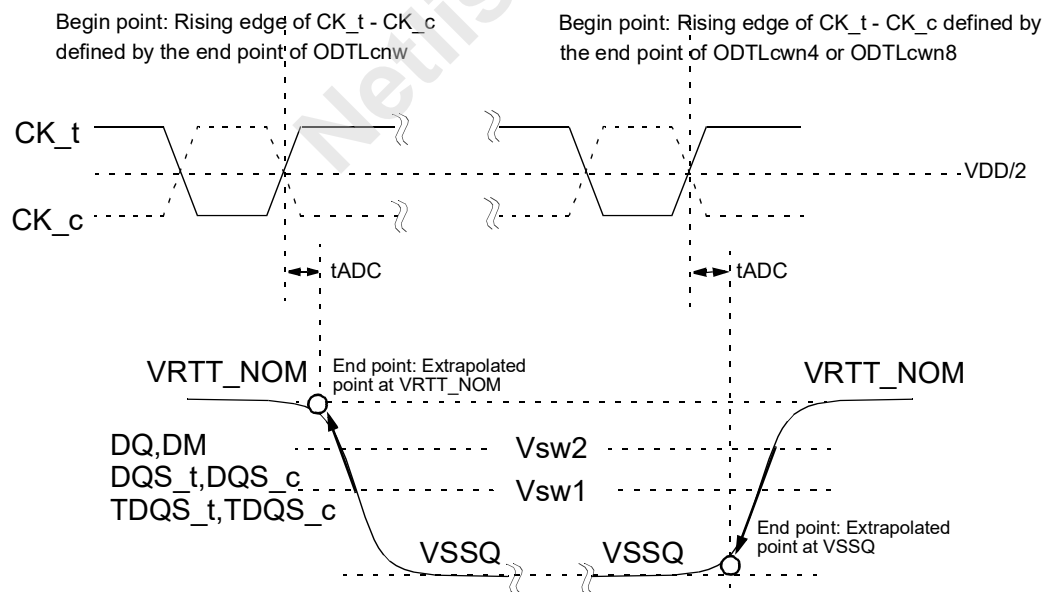 Begin point: Rising edge of CK_t - CK_c
defined by the end point of ODTLcnw
Begin point: Rising edge of CK_t - CK_c defined by
the end point of ODTLcwn4 or ODTLcwn8
CK_t
VDD/2
CK_c
tADC
tADC
VRTT_NOM
End point: Extrapolated
point at VRTT_NOM
VRTT_NOM
DQ,DM
DQS_t,DQS_c
TDQS_t,TDQS_c
Vsw2
Vsw1
End point: Extrapolated
point at VSSQ
VSSQ
VSSQ
Netlis